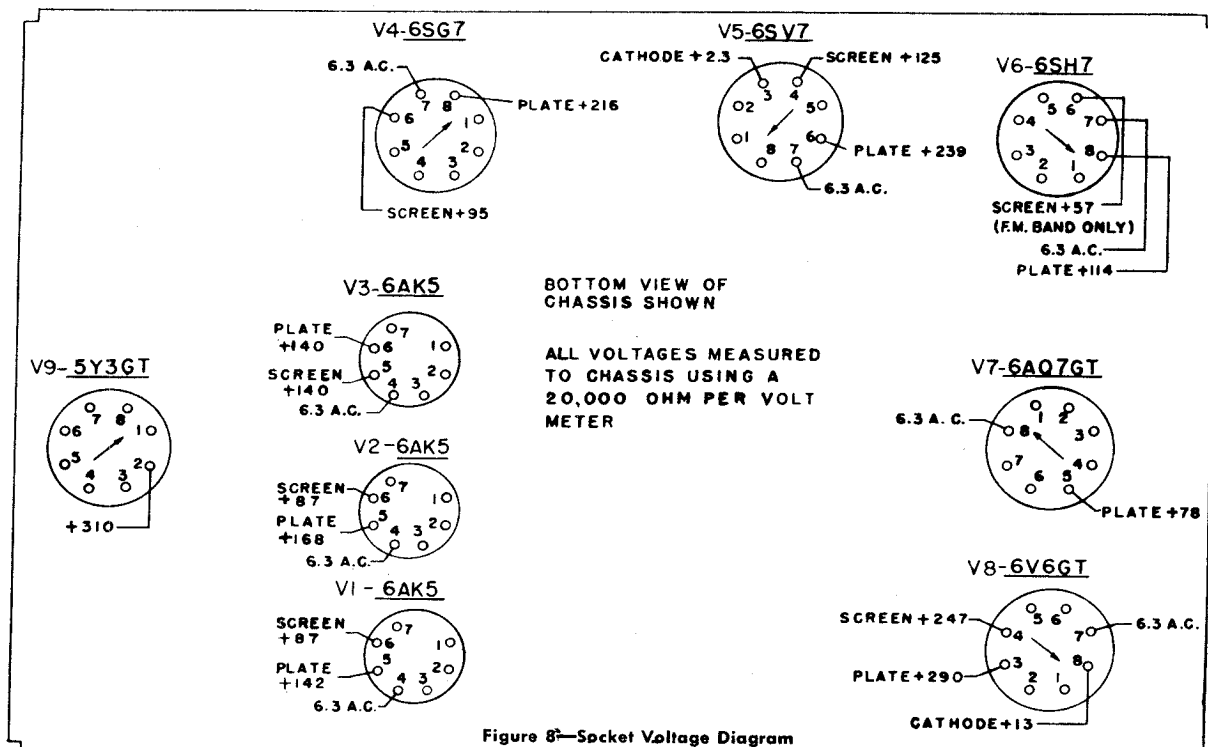 V4-6SG7
6.3 A.C.
7 8
PLATE+216
6 1
5 2
4 3
SCREEN+95
V5-6SV7
CATHODE+2.3
SCREEN +125
3 4
2 5
1 6
8 7
PLATE +239
6.3 A.C.
V6-6SH7
5 6
4 7
3 8
2 1
SCREEN+57
(F.M. BAND ONLY)
6.3 A.C.
PLATE+114
V3-6AK5
PLATE
+140
7
6 1
5 2
4 3
SCREEN
+140
6.3 A.C.
BOTTOM VIEW OF
CHASSIS SHOWN
ALL VOLTAGES MEASURED
TO CHASSIS USING A
20,000 OHM PER VOLT
METER
V9-5Y3GT
7 8
6 1
5 2
4 3
+310
V2-6AK5
SCREEN
+87
7
6 1
5 2
4 3
PLATE
+168
6.3 A.C.
V1-6AK5
SCREEN
+87
7
6 1
5 2
4 3
PLATE
+142
6.3 A.C.
V7-6AQ7GT
6.3 A.C.
1 2
8 3
7 4
6 5
PLATE+78
V8-6V6GT
SCREEN+247
5 6
4 7
3 8
2 1
6.3 A.C.
PLATE+290
CATHODE+13
Figure 8—Socket Voltage Diagram